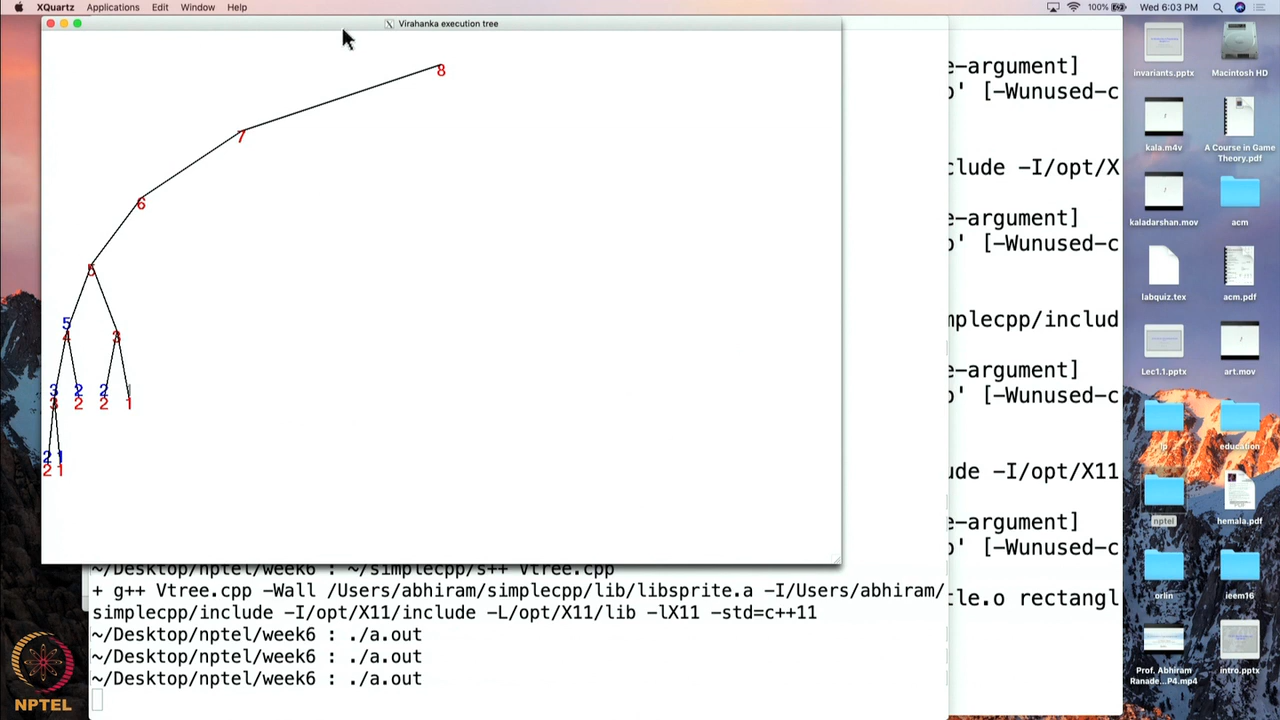 XQuartz Applications Edit Window Help
100% Wed 6:03 PM
Virahanka execution tree
8
7
6
5
5
4 3
3 2 2
3 2 2 1
2 1
2 1
e-argument]
' [-Wunused-c
clude -I/opt/X
e-argument]
' [-Wunused-c
mplecpp/includ
e-argument]
' [-Wunused-c
ude -I/opt/X11
e-argument]
' [-Wunused-c
tle.o rectangl
~/Desktop/nptel/week6 : ~/simplecpp/s++ Vtree.cpp
+ g++ Vtree.cpp -Wall /Users/abhiram/simplecpp/lib/libsprite.a -I/Users/abhiram/
simplecpp/include -I/opt/X11/include -L/opt/X11/lib -lX11 -std=c++11
~/Desktop/nptel/week6 : ./a.out
~/Desktop/nptel/week6 : ./a.out
~/Desktop/nptel/week6 : ./a.out
invariants.pptx
Macintosh HD
kala.m4v
A Course in Game
Theory.pdf
kaladarshan.mov
acm
labquiz.tex
acm.pdf
Lec1.1.pptx
art.mov
education
nptel
hemala.pdf
orlin
ieem16
Prof. Abhiram
Ranade...P4.mp4
intro.pptx
NPTEL